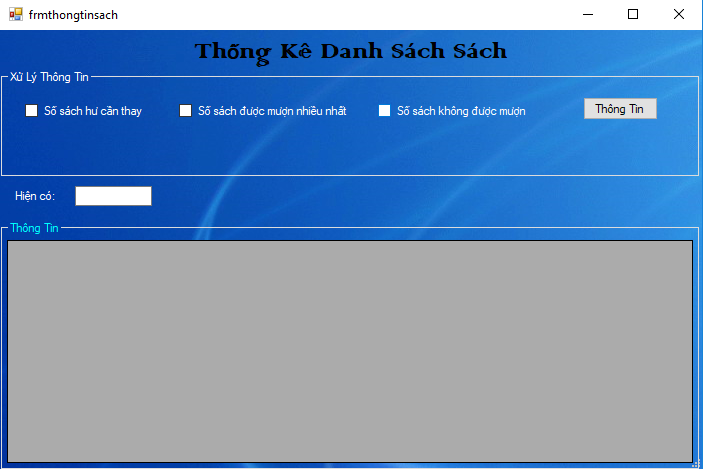 frmthongtinsach
Thống Kê Danh Sách Sách
Xử Lý Thông Tin
Số sách hư cần thay Số sách được mượn nhiều nhất Số sách không được mượn Thông Tin
Hiện có:
Thông Tin